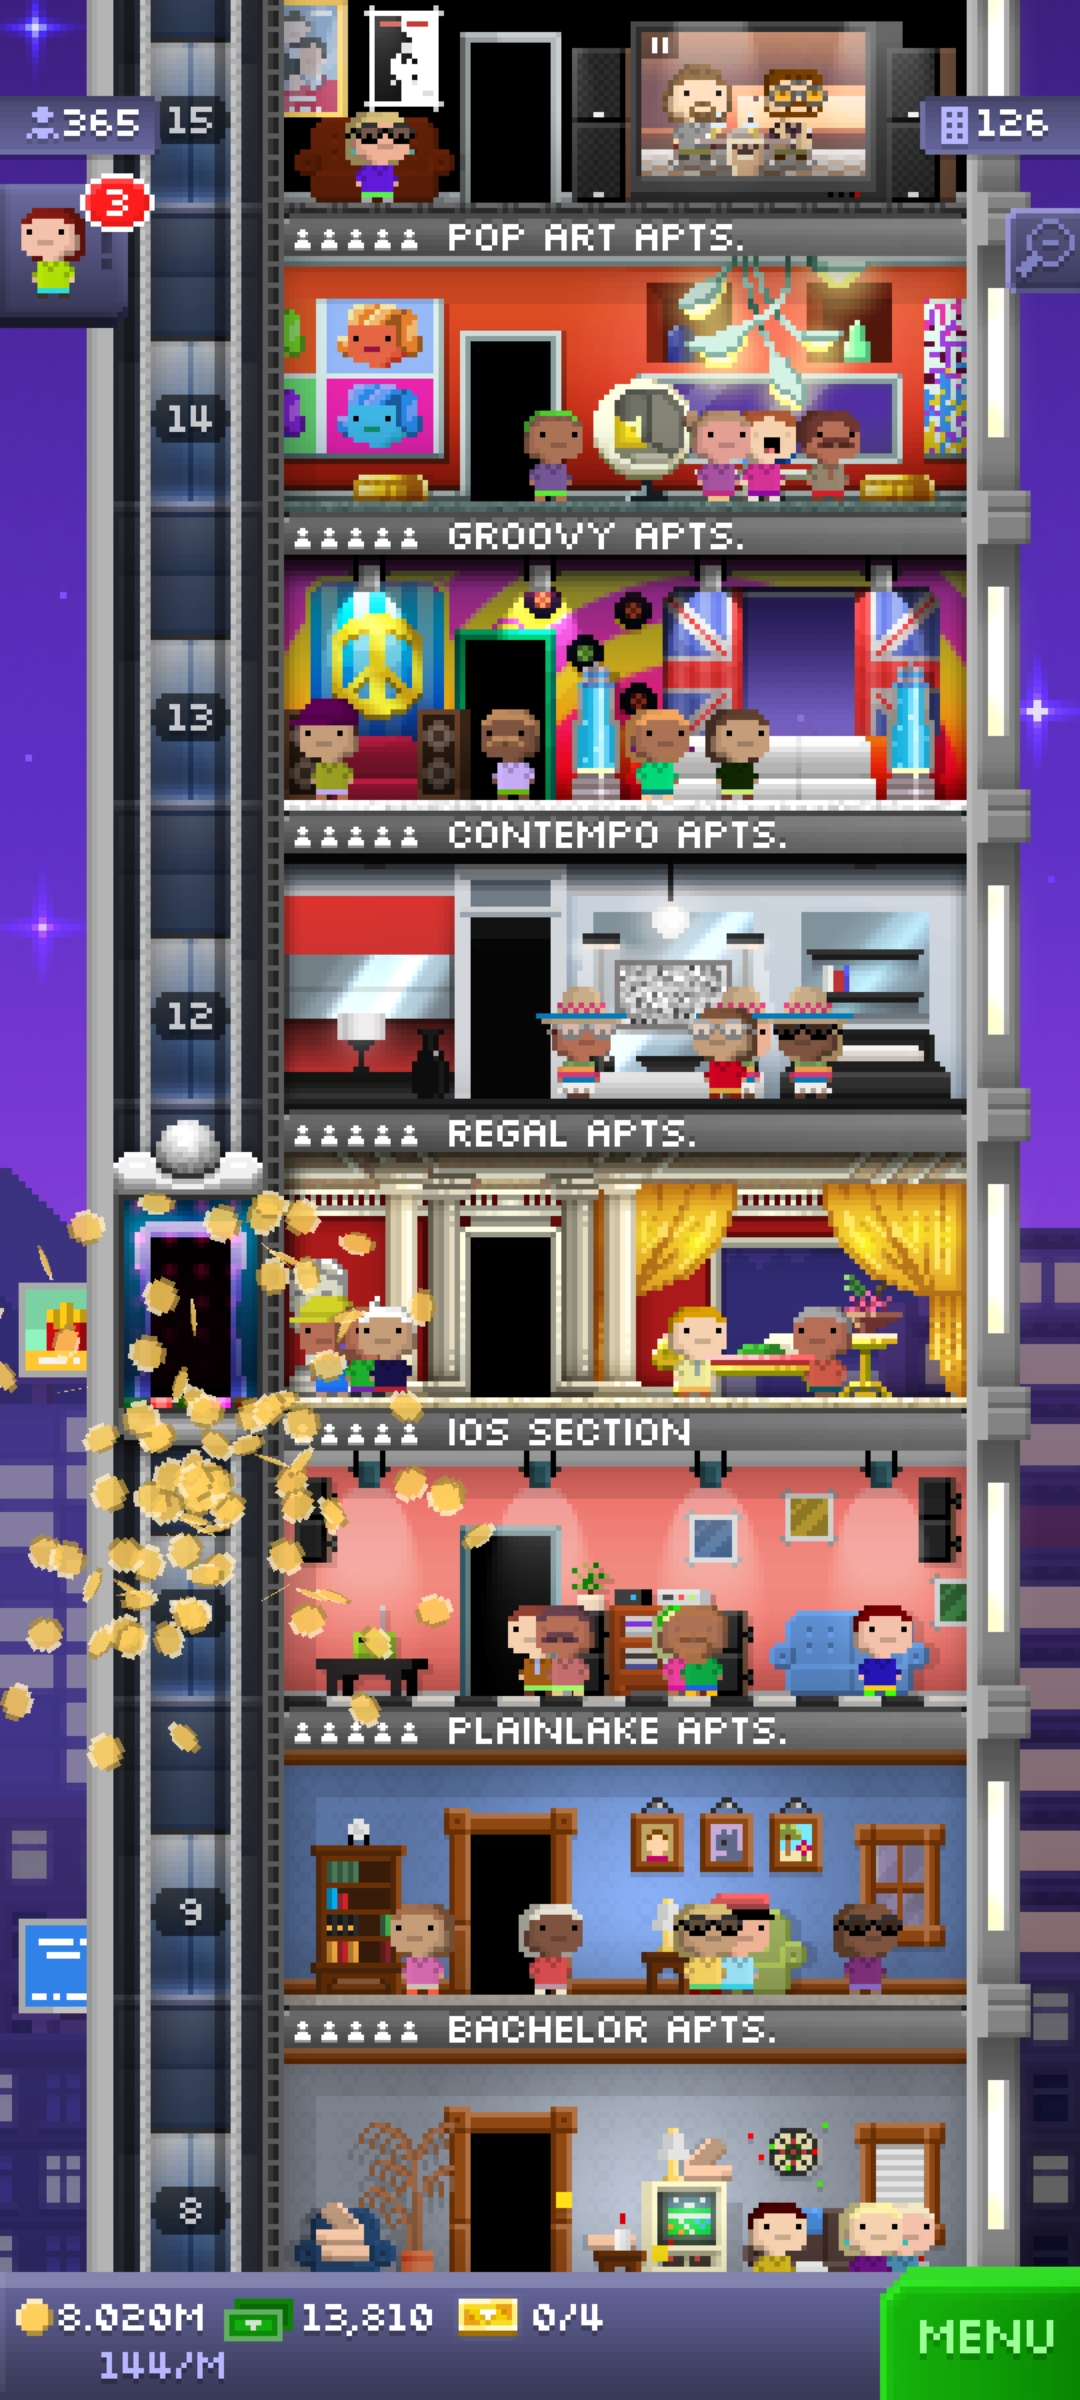 365
15
126
3
POP ART APTS.
14
GROOVY APTS.
13
CONTEMPO APTS.
12
REGAL APTS.
IOS SECTION
PLAINLAKE APTS.
9
BACHELOR APTS.
8
8.020M
13,810
0/4
144/M
MENU